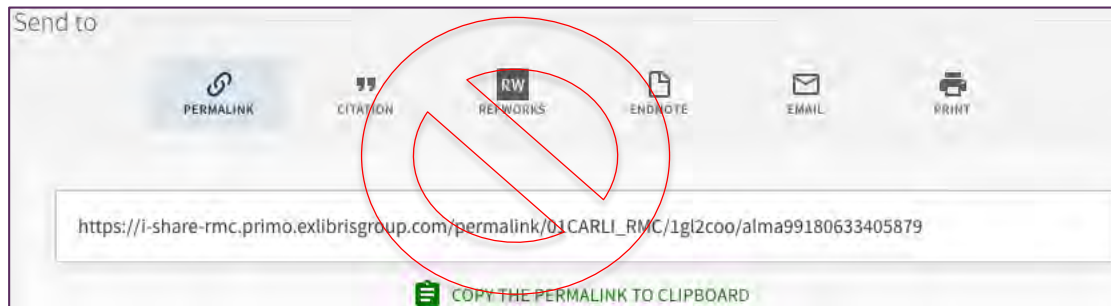 Send to
PERMALINK CITATION RW REFWORKS ENDNOTE EMAIL PRINT
https://i-share-rmc.primo.exlibrisgroup.com/permalink/01CARLI_RMC/1gl2coo/alma99180633405879
COPY THE PERMALINK TO CLIPBOARD